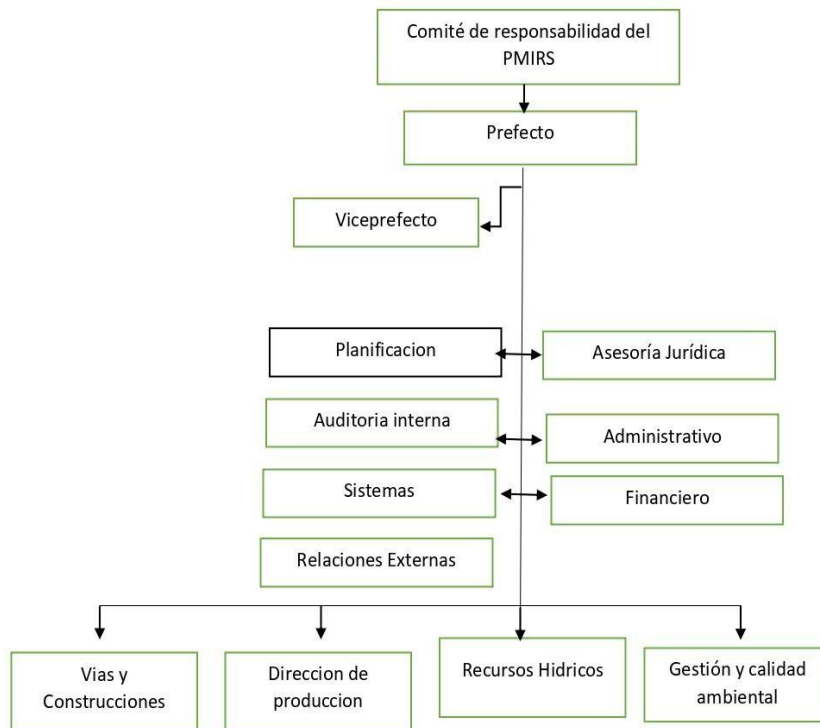 Comité de responsabilidad del
PMIRS
Prefecto
Viceprefecto
Planificacion
Asesoría Jurídica
Auditoria interna
Administrativo
Sistemas
Financiero
Relaciones Externas
Vias y
Construcciones
Direccion de
produccion
Recursos Hidricos
Gestión y calidad
ambiental